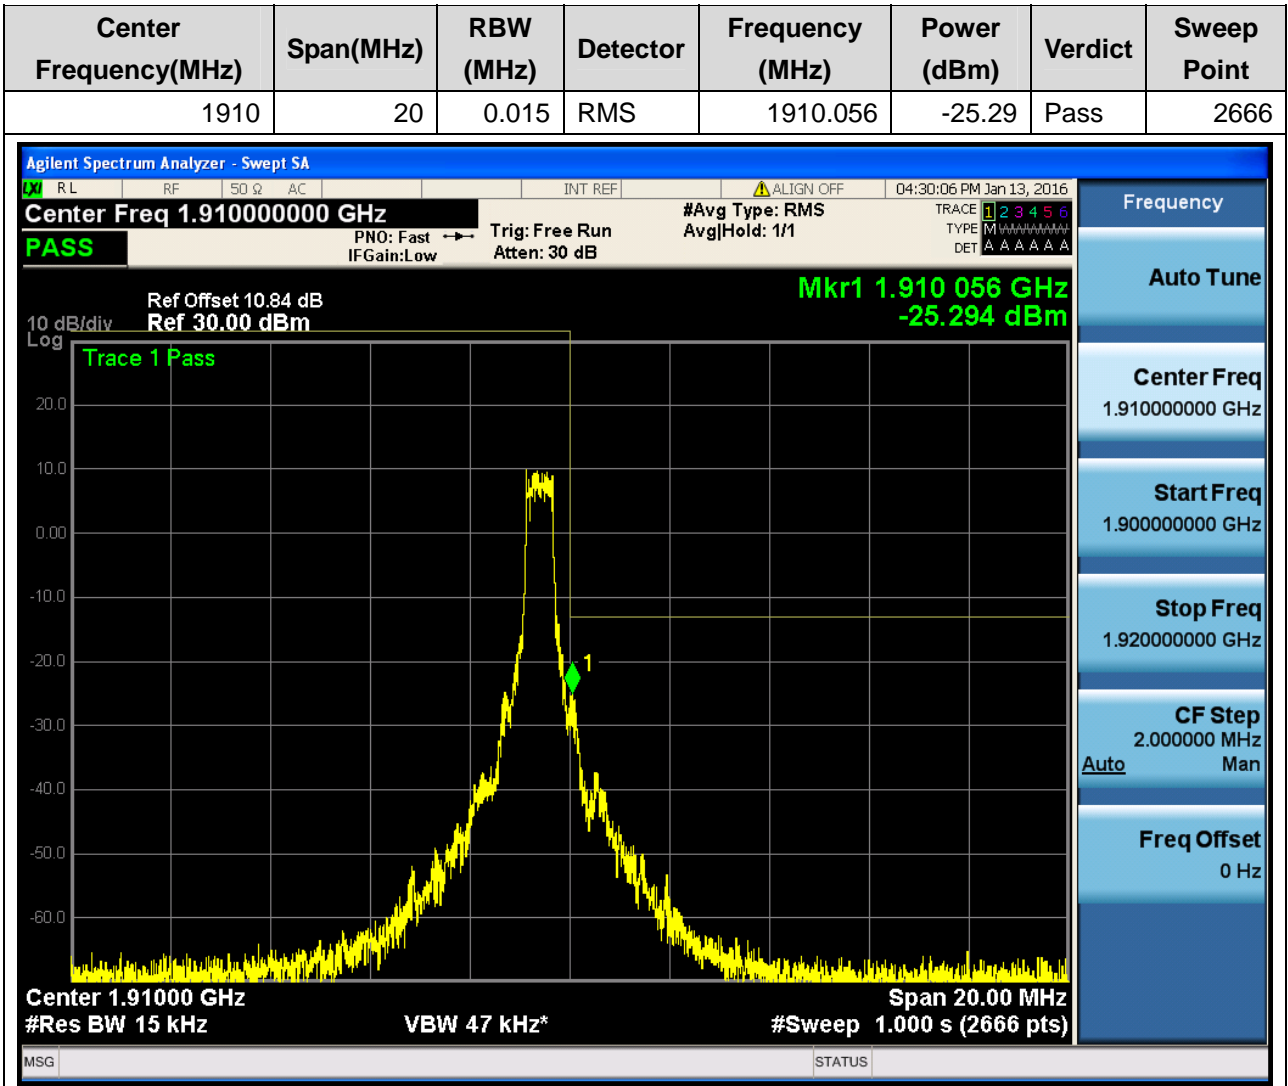 Center Frequency(MHz) Span(MHz) RBW (MHz) Detector Frequency (MHz) Power (dBm) Verdict Sweep Point
1910 20 0.015 RMS 1910.056 -25.29 Pass 2666
Agilent Spectrum Analyzer - Swept SA
LXI RL RF 50 Ω AC INT REF ALIGN OFF 04:30:06 PM Jan 13, 2016
Center Freq 1.910000000 GHz
PASS
PNO: Fast
IFGain:Low
Trig: Free Run
Atten: 30 dB
#Avg Type: RMS
Avg|Hold: 1/1
TRACE 1 2 3 4 5 6
TYPE M WWWWW
DET A A A A A A
Ref Offset 10.84 dB
10 dB/div Ref 30.00 dBm
Log
Mkr1 1.910 056 GHz
-25.294 dBm
Trace 1 Pass
20.0
10.0
0.00
-10.0
-20.0
-30.0
-40.0
-50.0
-60.0
1
Center 1.91000 GHz Span 20.00 MHz
#Res BW 15 kHz VBW 47 kHz* #Sweep 1.000 s (2666 pts)
MSG STATUS
Frequency
Auto Tune
Center Freq
1.910000000 GHz
Start Freq
1.900000000 GHz
Stop Freq
1.920000000 GHz
CF Step
2.000000 MHz
Auto Man
Freq Offset
0 Hz